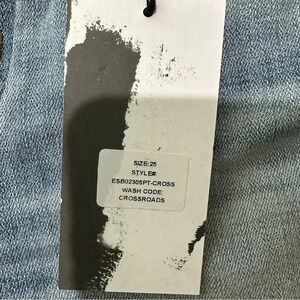 SIZE:25
STYLE#:
ESB02305PT-CROSS
WASH CODE:
CROSSROADS